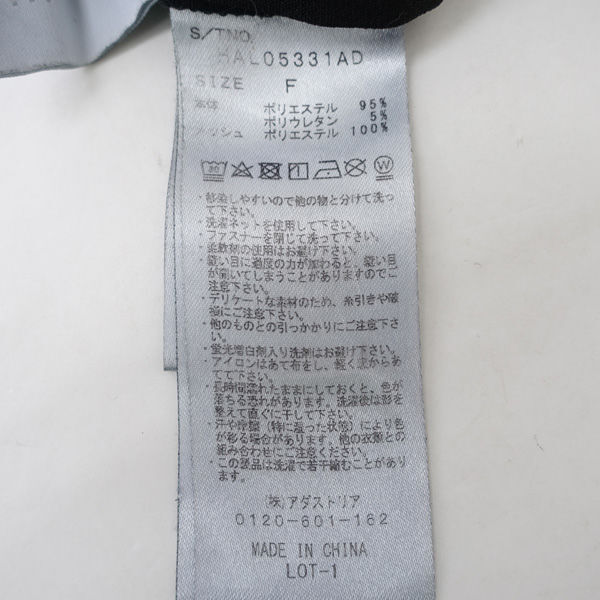 S/TNO.
HAL05331AD
SIZE F
本体 ポリエステル 95%
ポリウレタン 5%
メッシュ ポリエステル 100%
・移染しやすいので他の物と分けて洗っ
て下さい。
・洗濯ネットを使用して下さい。
・ファスナーを閉じて洗って下さい。
・柔軟剤の使用はお避け下さい。
・縫い目に過度の力が加わると、縫い目
が開いてしまうことがありますのでご
注意下さい。
・デリケートな素材のため、糸引きや破
損にご注意下さい。
・他のものとの引っかかりにご注意下さ
い。
・蛍光増白剤入り洗剤はお避け下さい。
・アイロンはあて布をし、軽く底からあ
てて下さい。
・長時間濡れたままにしておくと、色が
落ちる恐れがあります。洗濯後は形を
整えて直ぐに干して下さい。
・汗や摩擦（特に湿った状態）により色
が移る場合があります。他の衣類との
組み合わせにご注意ください。
・この製品は洗濯で若干縮むことがあり
ます。
(株)アダストリア
0120-601-162
MADE IN CHINA
LOT-1